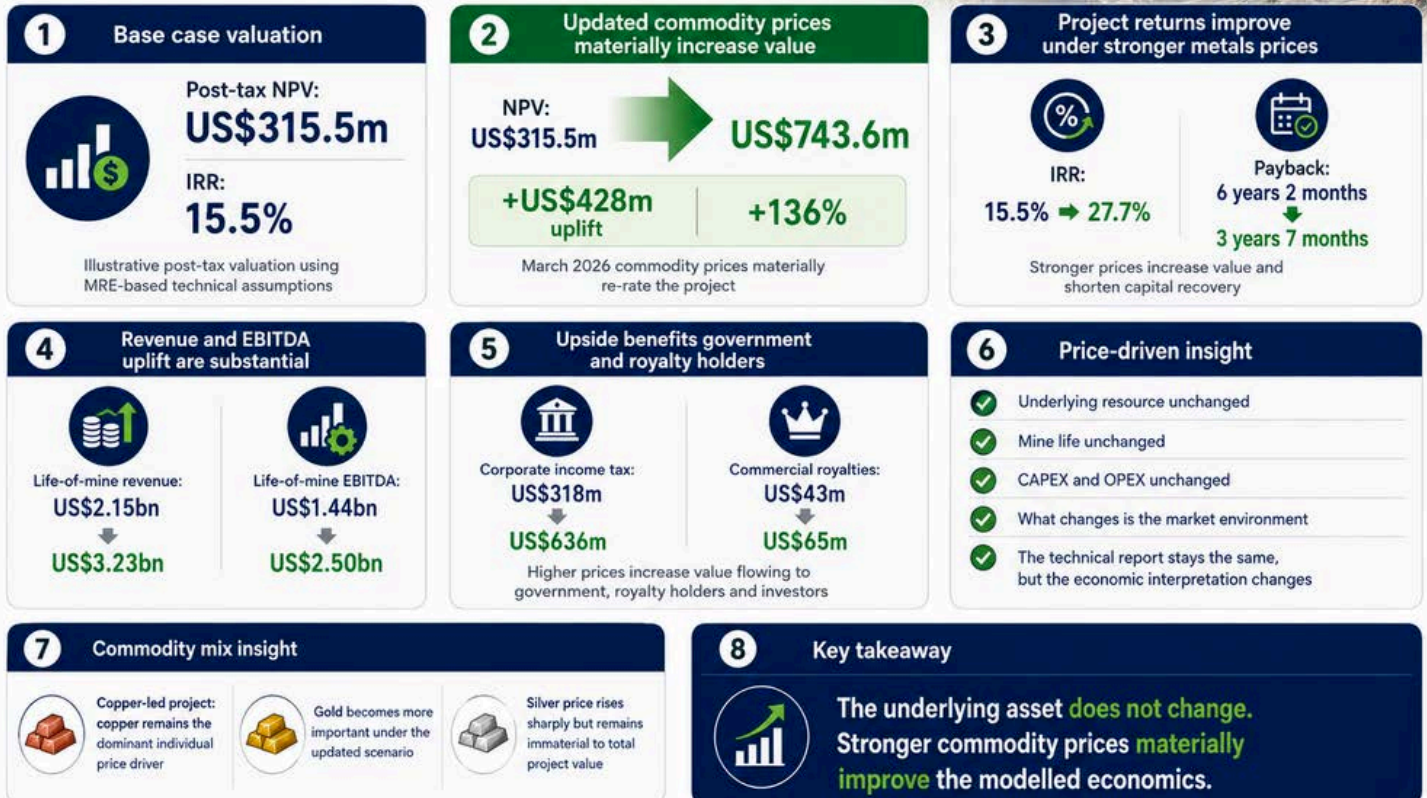 1
Base case valuation
Post-tax NPV:
US$315.5m
IRR:
15.5%
Illustrative post-tax valuation using
MRE-based technical assumptions
2
Updated commodity prices
materially increase value
NPV:
US$315.5m
US$743.6m
+US$428m
uplift
+136%
March 2026 commodity prices materially
re-rate the project
3
Project returns improve
under stronger metals prices
%
IRR:
15.5% ➡ 27.7%
Payback:
6 years 2 months
3 years 7 months
Stronger prices increase value and
shorten capital recovery
4
Revenue and EBITDA
uplift are substantial
Life-of-mine revenue:
US$2.15bn
US$3.23bn
Life-of-mine EBITDA:
US$1.44bn
US$2.50bn
5
Upside benefits government
and royalty holders
Corporate income tax:
US$318m
US$636m
Commercial royalties:
US$43m
US$65m
Higher prices increase value flowing to
government, royalty holders and investors
6
Price-driven insight
Underlying resource unchanged
Mine life unchanged
CAPEX and OPEX unchanged
What changes is the market environment
The technical report stays the same,
but the economic interpretation changes
7
Commodity mix insight
Copper-led project:
copper remains the
dominant individual
price driver
Gold becomes more
important under the
updated scenario
Silver price rises
sharply but remains
immaterial to total
project value
8
Key takeaway
The underlying asset does not change.
Stronger commodity prices materially
improve the modelled economics.